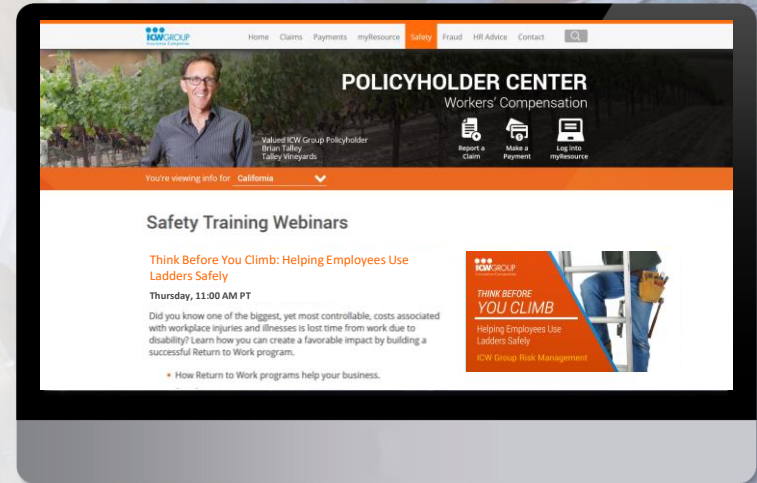 ICWGROUP
Insurance Companies
Home Claims Payments myResource Safety Fraud HR Advice Contact
POLICYHOLDER CENTER
Workers' Compensation
Valued ICW Group Policyholder
Brian Talley
Talley Vineyards
Report a
Claim
Make a
Payment
Log into
myResource
You're viewing info for California
Safety Training Webinars
Think Before You Climb: Helping Employees Use
Ladders Safely
Thursday, 11:00 AM PT
Did you know one of the biggest, yet most controllable, costs associated
with workplace injuries and illnesses is lost time from work due to
disability? Learn how you can create a favorable impact by building a
successful Return to Work program.
How Return to Work programs help your business.
ICWGROUP
Insurance Companies
THINK BEFORE
YOU CLIMB
Helping Employees Use
Ladders Safely
ICW Group Risk Management